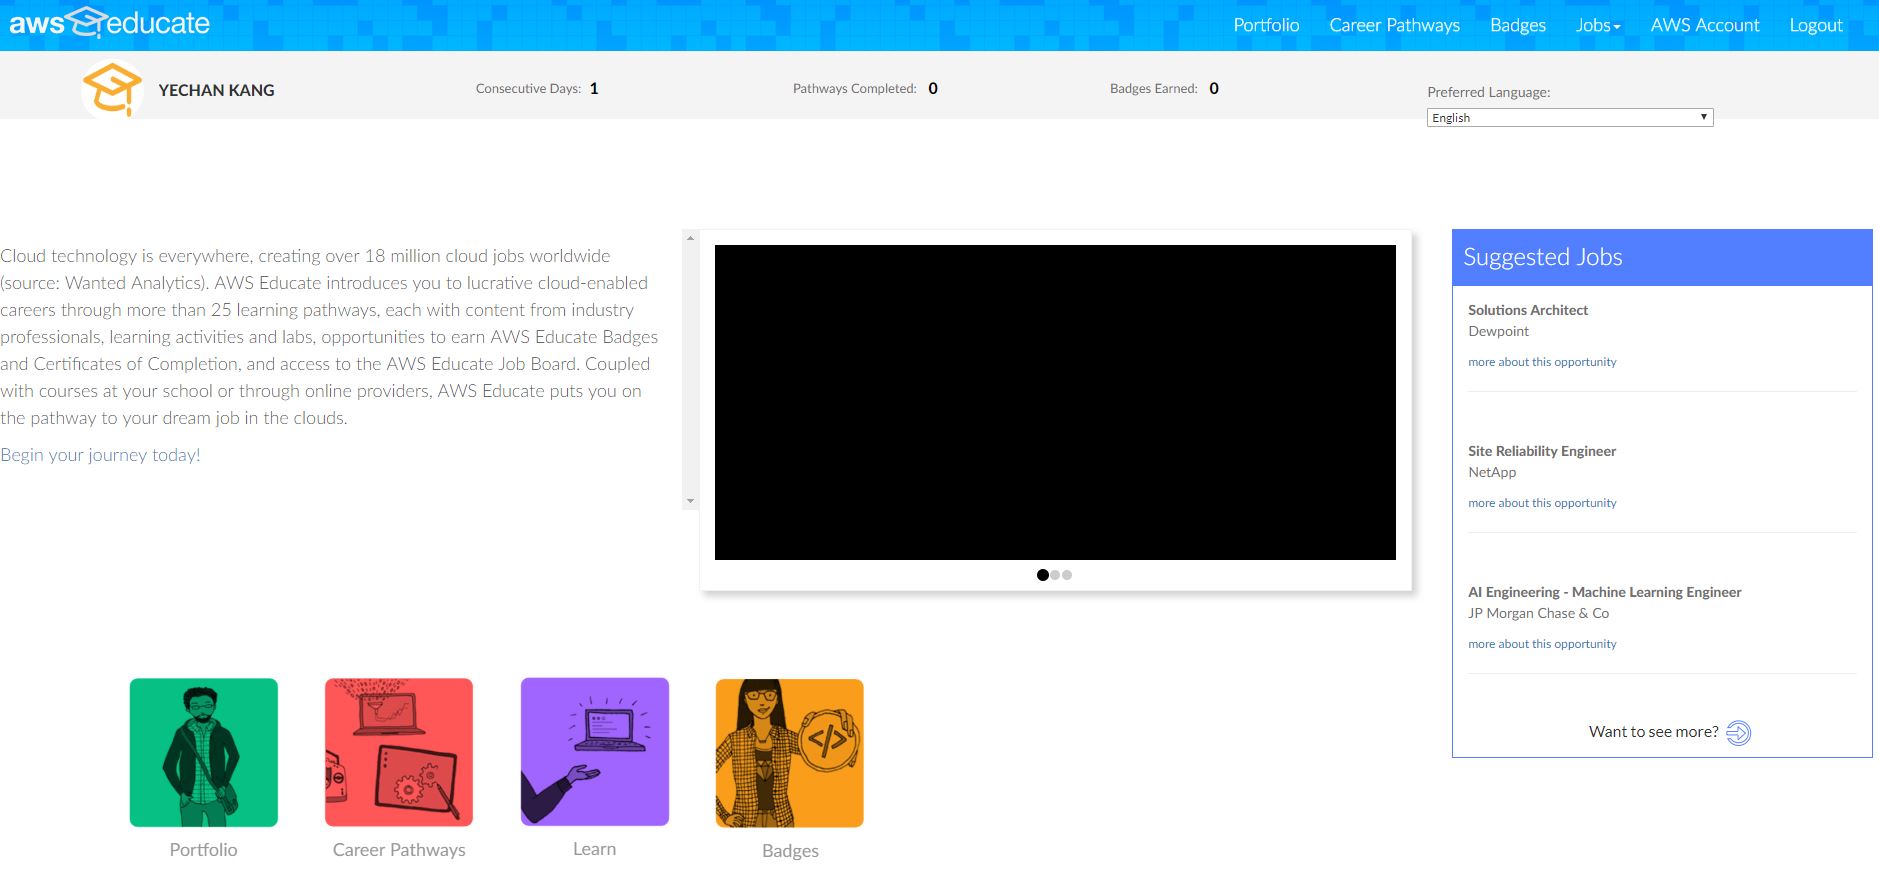 aws educate
Portfolio Career Pathways Badges Jobs AWS Account Logout
YECHAN KANG
Consecutive Days: 1
Pathways Completed: 0
Badges Earned: 0
Preferred Language:
English
Cloud technology is everywhere, creating over 18 million cloud jobs worldwide
(source: Wanted Analytics). AWS Educate introduces you to lucrative cloud-enabled
careers through more than 25 learning pathways, each with content from industry
professionals, learning activities and labs, opportunities to earn AWS Educate Badges
and Certificates of Completion, and access to the AWS Educate Job Board. Coupled
with courses at your school or through online providers, AWS Educate puts you on
the pathway to your dream job in the clouds.
Begin your journey today!
Suggested Jobs
Solutions Architect
Dewpoint
more about this opportunity
Site Reliability Engineer
NetApp
more about this opportunity
AI Engineering - Machine Learning Engineer
JP Morgan Chase & Co
more about this opportunity
Want to see more?
</>
Portfolio
Career Pathways
Learn
Badges